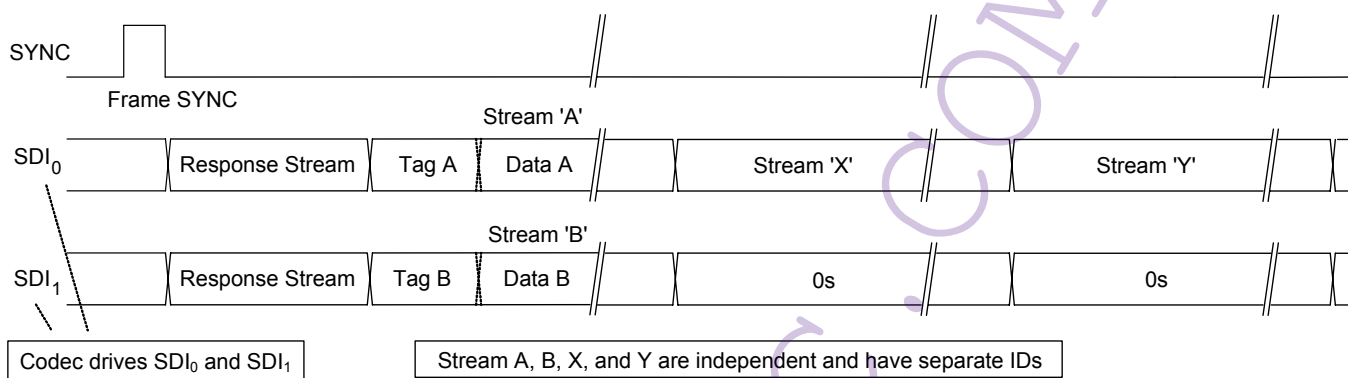 SYNC
Frame SYNC
Stream 'A'
SDI0 Response Stream Tag A Data A Stream 'X' Stream 'Y'
Stream 'B'
SDI1 Response Stream Tag B Data B 0s 0s
Codec drives SDI0 and SDI1
Stream A, B, X, and Y are independent and have separate IDs
C.COM